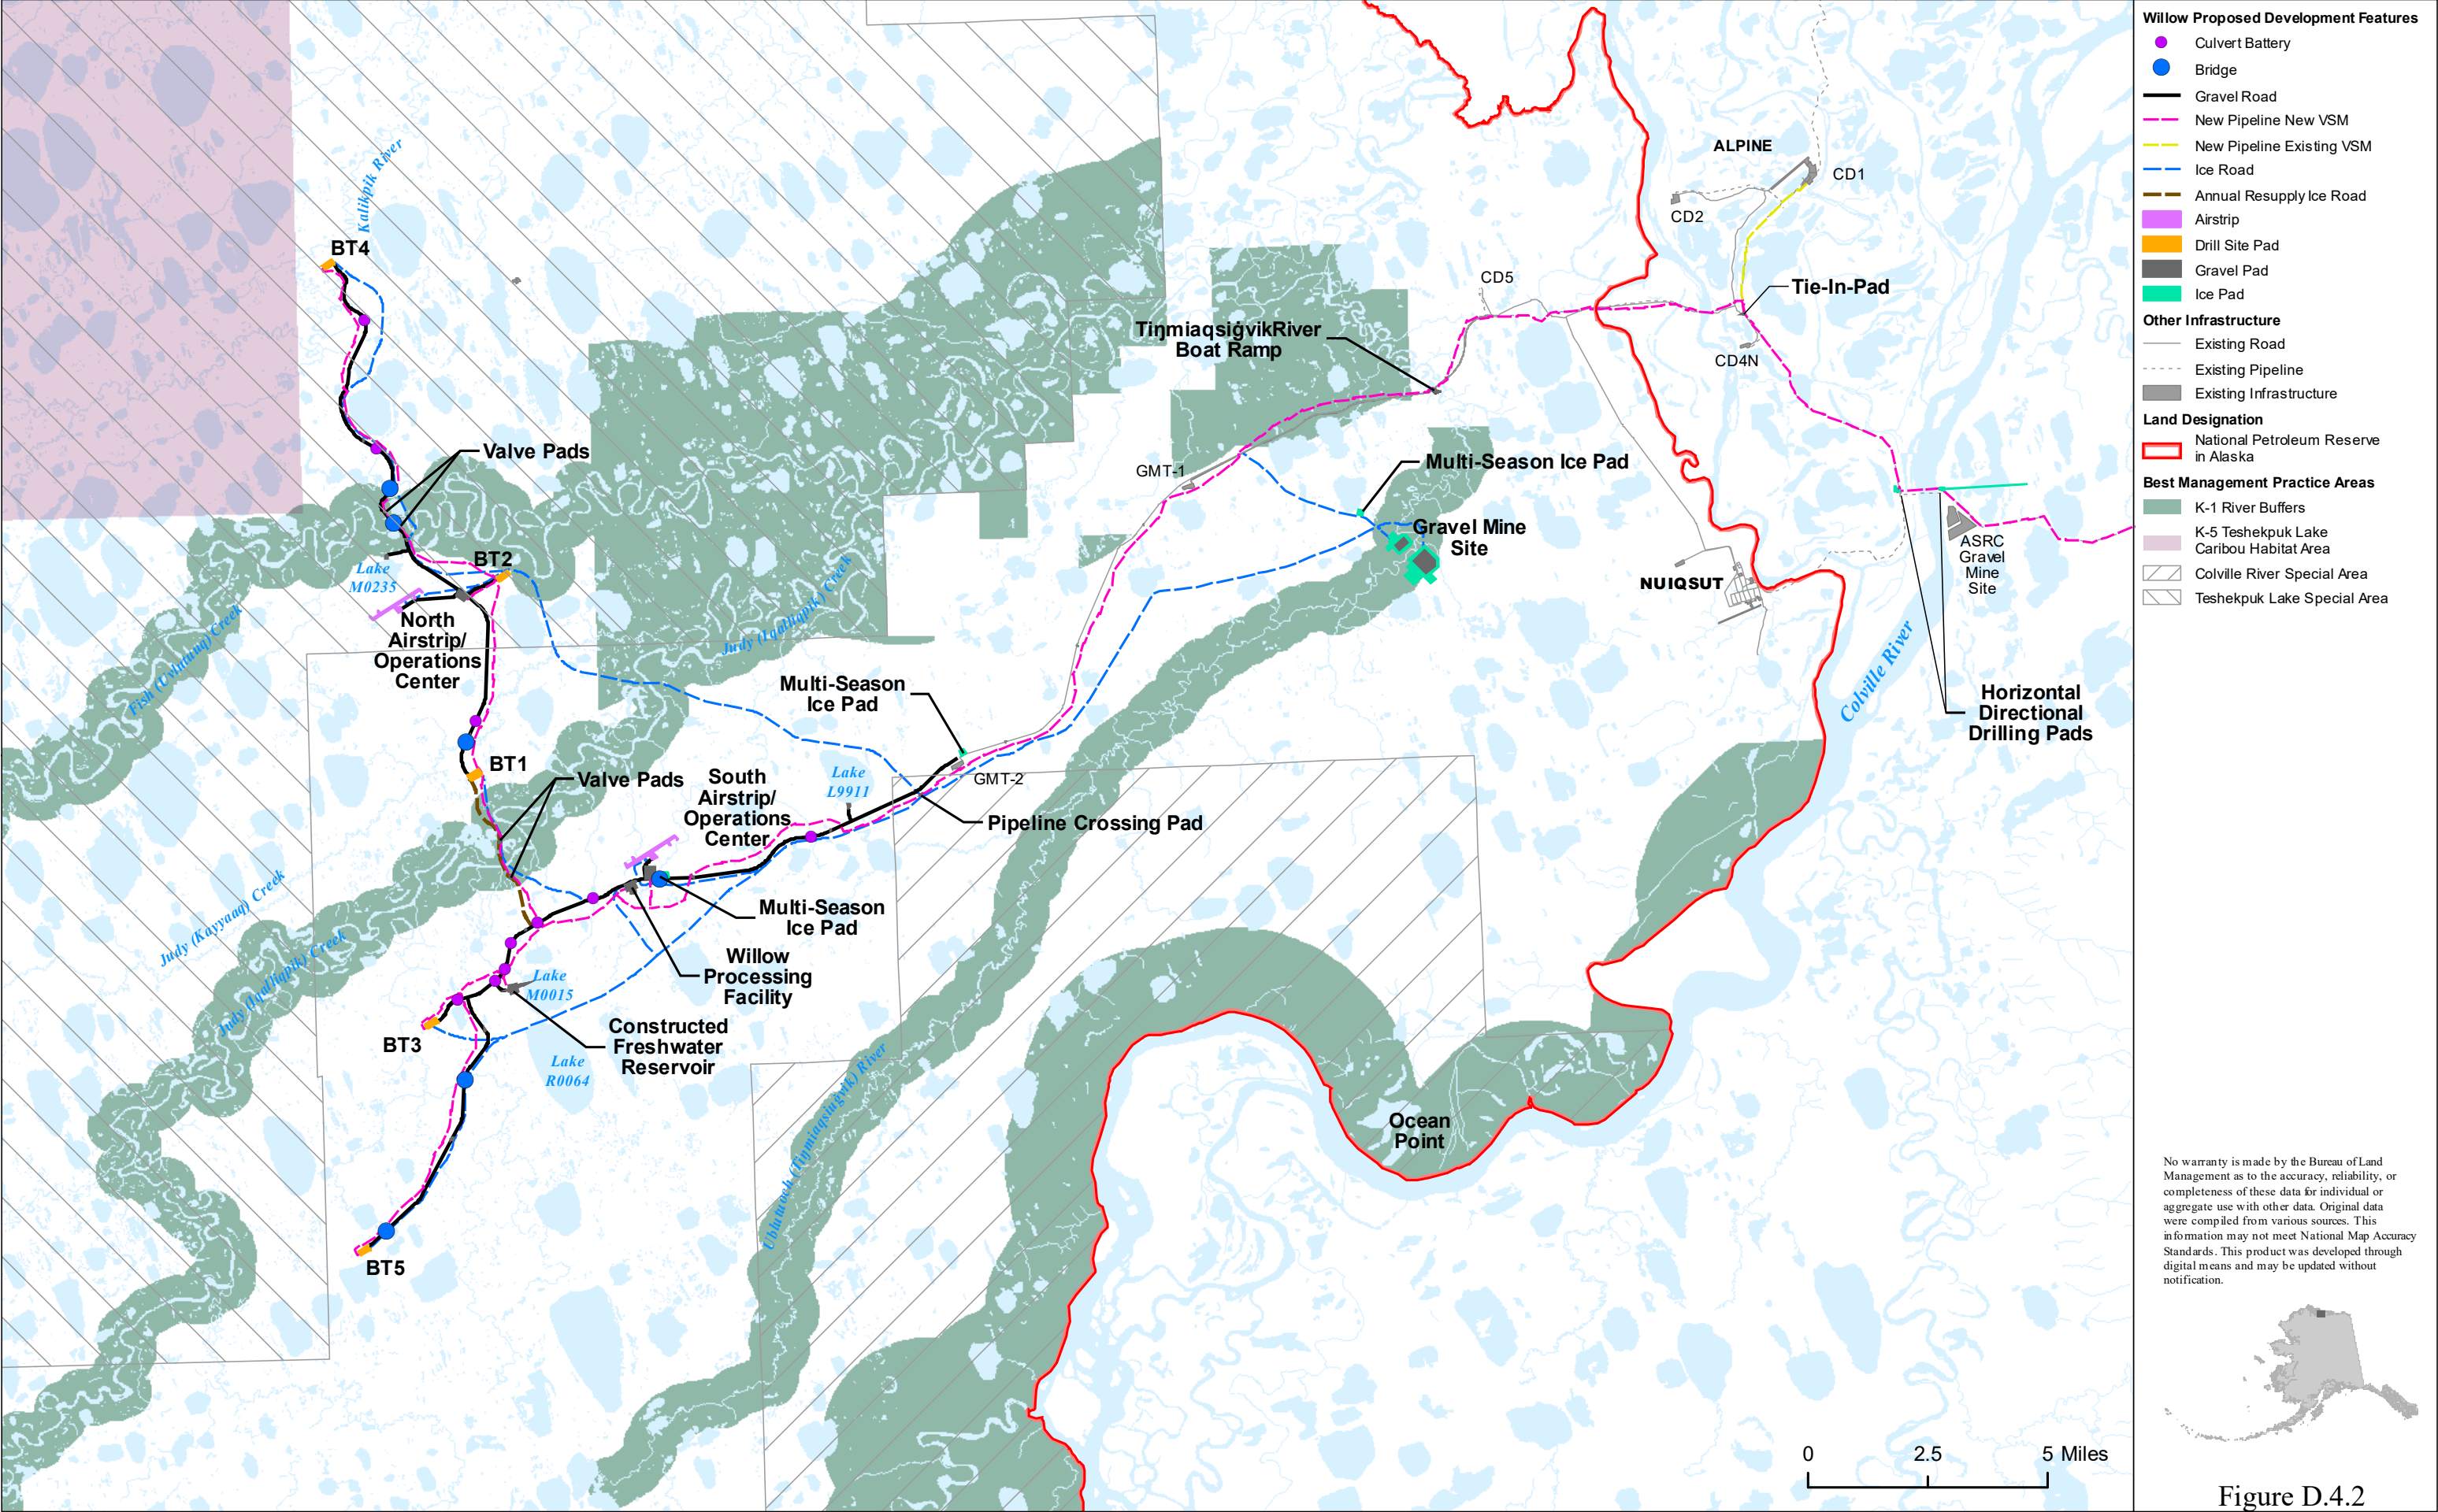 Kalikpik River
BT4
Valve Pads
BT2
Lake
M0235
North
Airstrip/
Operations
Center
Fish (Uvlutuuq) Creek
Judy (Iqalliqpik) Creek
BT1
Valve Pads
South
Airstrip/
Operations
Center
Multi-Season
Ice Pad
Lake
L9911
GMT-2
Pipeline Crossing Pad
Judy (Kayyaaq) Creek
Judy (Iqalliqpik) Creek
Multi-Season
Ice Pad
Willow
Processing
Facility
Lake
M0015
Constructed
Freshwater
Reservoir
BT3
Lake
R0064
BT5
Ublutuoch (Tiŋmiaqsiuġvik) River
ALPINE
CD1
CD2
CD5
Tie-In-Pad
CD4N
TiŋmiaqsiġvikRiver
Boat Ramp
GMT-1
Multi-Season Ice Pad
Gravel Mine
Site
NUIQSUT
ASRC
Gravel
Mine
Site
Colville River
Horizontal
Directional
Drilling Pads
Ocean
Point
0 2.5 5 Miles
Willow Proposed Development Features
Culvert Battery
Bridge
Gravel Road
New Pipeline New VSM
New Pipeline Existing VSM
Ice Road
Annual Resupply Ice Road
Airstrip
Drill Site Pad
Gravel Pad
Ice Pad
Other Infrastructure
Existing Road
Existing Pipeline
Existing Infrastructure
Land Designation
National Petroleum Reserve
in Alaska
Best Management Practice Areas
K-1 River Buffers
K-5 Teshekpuk Lake
Caribou Habitat Area
Colville River Special Area
Teshekpuk Lake Special Area
No warranty is made by the Bureau of Land
Management as to the accuracy, reliability, or
completeness of these data for individual or
aggregate use with other data. Original data
were compiled from various sources. This
information may not meet National Map Accuracy
Standards. This product was developed through
digital means and may be updated without
notification.
Figure D.4.2